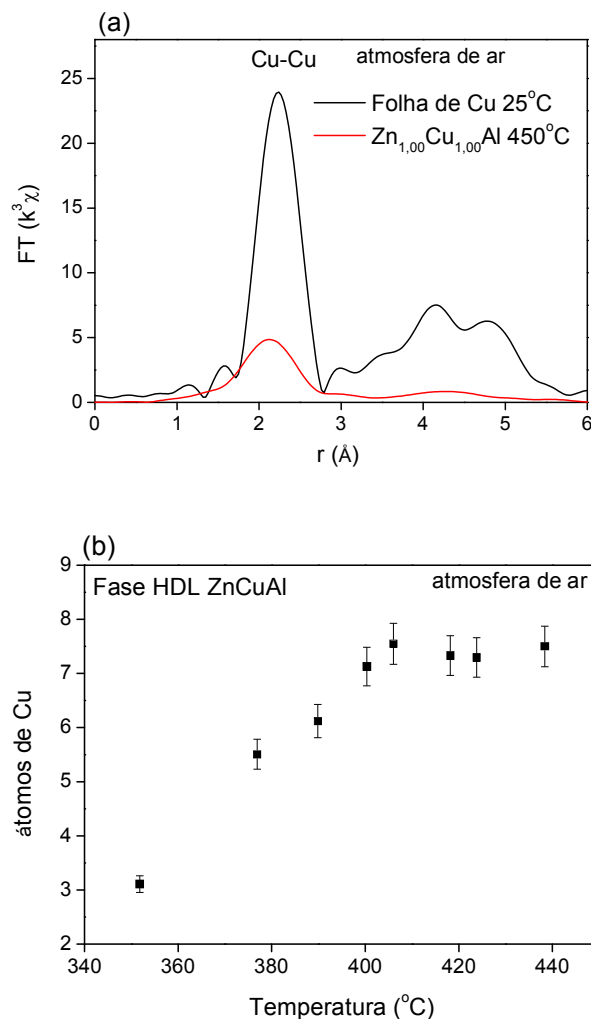 (a)
Cu-Cu
atmosfera de ar
Folha de Cu 25°C
Zn1,00Cu1,00Al 450°C
FT (k³χ)
25
20
15
10
5
0
0 1 2 3 4 5 6
r (Å)
(b)
Fase HDL ZnCuAl
atmosfera de ar
átomos de Cu
9
8
7
6
5
4
3
2
340 360 380 400 420 440
Temperatura (°C)